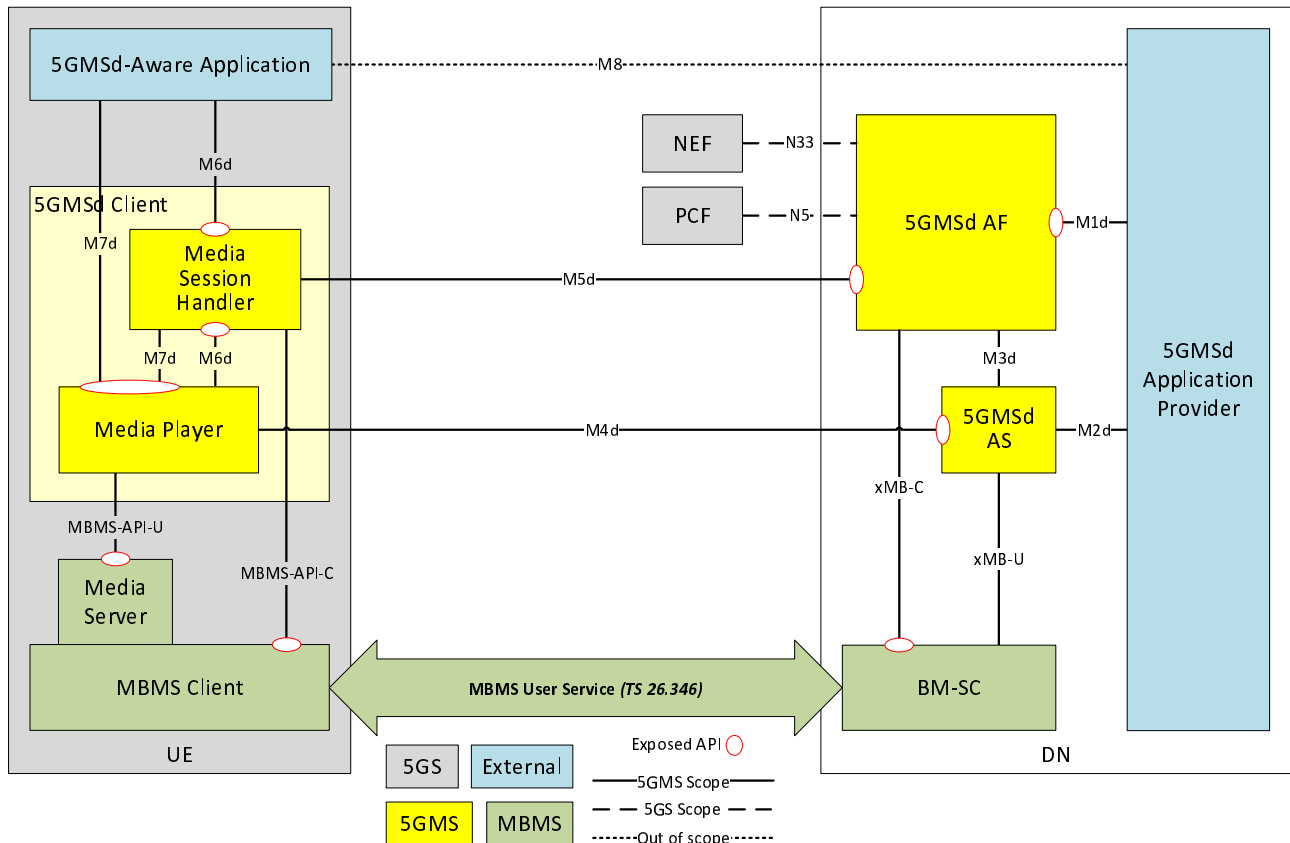 5GMSd-Aware Application
M8
NEF
N33
PCF
N5
5GMSd AF
M1d
M6d
5GMSd Client
M7d
Media
Session
Handler
M5d
M7d
M6d
M3d
5GMSd
Application
Provider
Media Player
M4d
5GMSd
AS
M2d
xMB-C
MBMS-API-U
MBMS-API-C
xMB-U
Media
Server
MBMS Client
MBMS User Service (TS 26.346)
BM-SC
UE
DN
Exposed API
5GS
External
5GMS Scope
5GS Scope
5GMS
MBMS
Out of scope